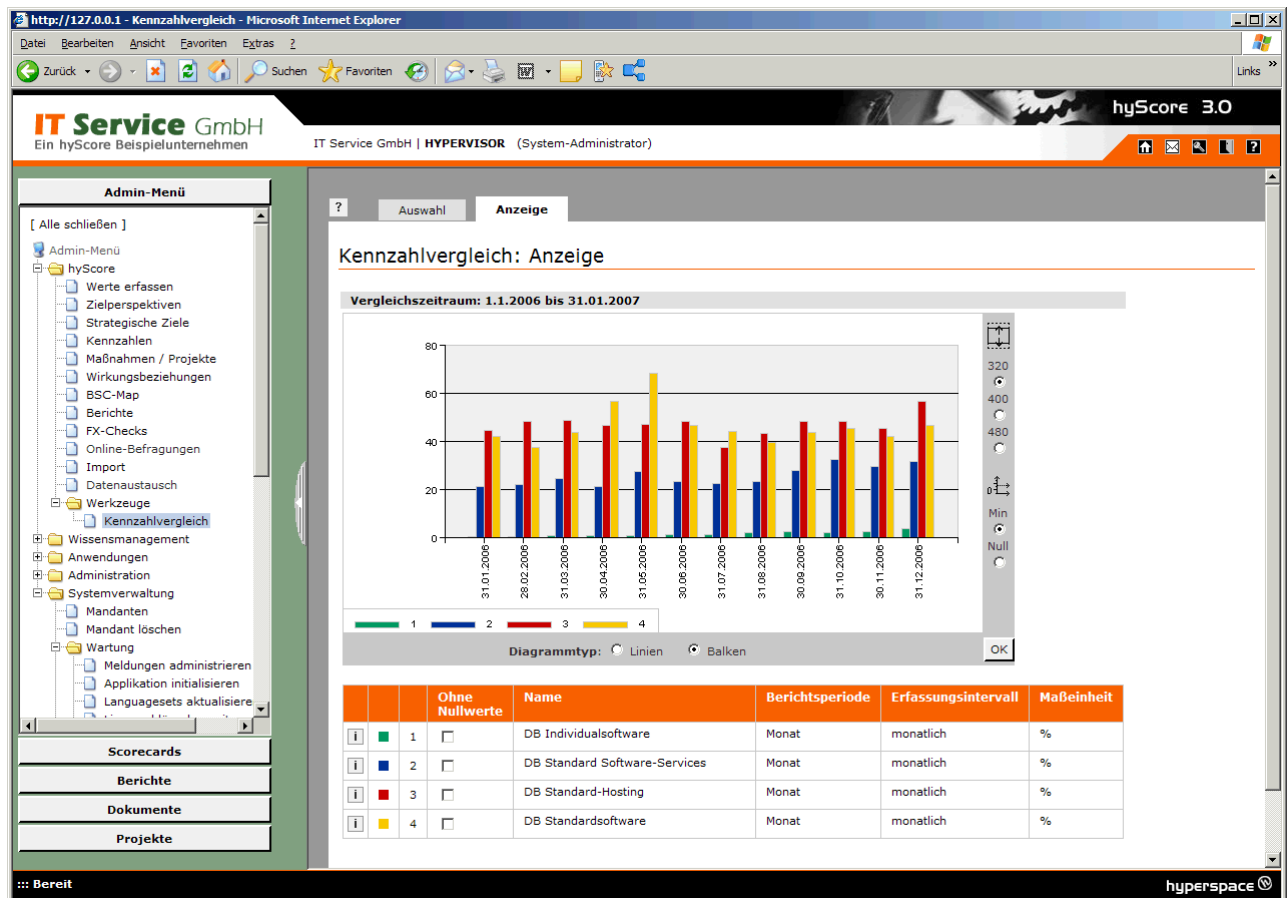 http://127.0.0.1 - Kennzahlvergleich - Microsoft Internet Explorer
Datei Bearbeiten Ansicht Favoriten Extras ?
Zurück Suchen Favoriten Links »
IT Service GmbH
Ein hyScore Beispielunternehmen
IT Service GmbH | HYPERVISOR (System-Administrator)
hyScore 3.0
?
Admin-Menü
[ Alle schließen ]
Admin-Menü
hyScore
Werte erfassen
Zielperspektiven
Strategische Ziele
Kennzahlen
Maßnahmen / Projekte
Wirkungsbeziehungen
BSC-Map
Berichte
FX-Checks
Online-Befragungen
Import
Datenaustausch
Werkzeuge
Kennzahlvergleich
Wissensmanagement
Anwendungen
Administration
Systemverwaltung
Mandanten
Mandant löschen
Wartung
Meldungen administrieren
Applikation initialisieren
Languagesets aktualisiere
Scorecards
Berichte
Dokumente
Projekte
? Auswahl Anzeige
Kennzahlvergleich: Anzeige
Vergleichszeitraum: 1.1.2006 bis 31.01.2007
80
60
40
20
0
31.01.2006
28.02.2006
31.03.2006
30.04.2006
31.05.2006
30.06.2006
31.07.2006
31.08.2006
30.09.2006
31.10.2006
30.11.2006
31.12.2006
1 2 3 4
320
400
480
0
Min
Null
Diagrammtyp: Linien Balken
OK
Ohne Nullwerte Name Berichtsperiode Erfassungsintervall Maßeinheit
i 1 DB Individualsoftware Monat monatlich %
i 2 DB Standard Software-Services Monat monatlich %
i 3 DB Standard-Hosting Monat monatlich %
i 4 DB Standardsoftware Monat monatlich %
::: Bereit
hyperspace